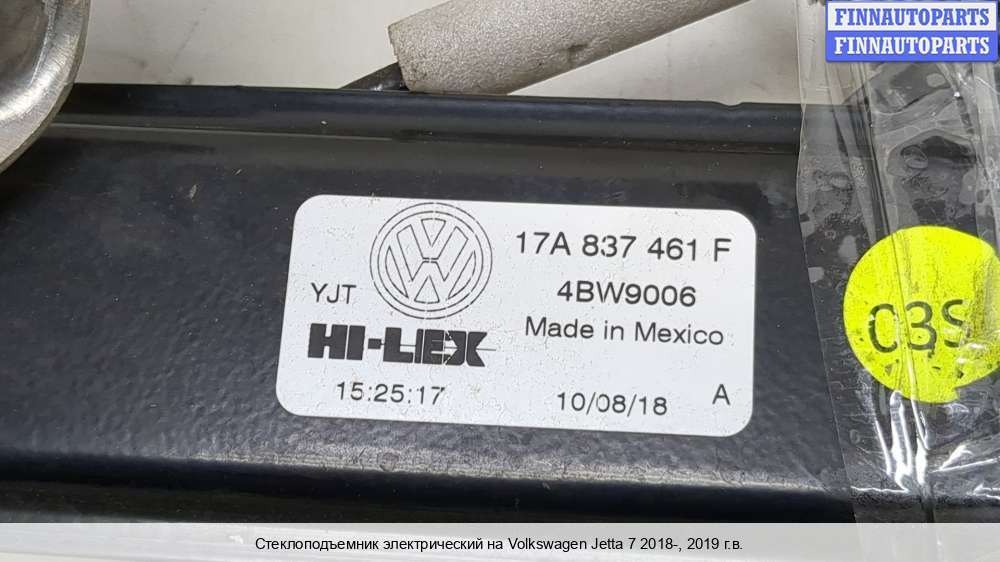 FINNAUTOPARTS
FINNAUTOPARTS
17A 837 461 F
YJT
4BW9006
HI-LEX
Made in Mexico
15:25:17
10/08/18
A
C3S
Стеклоподъемник электрический на Volkswagen Jetta 7 2018-, 2019 г.в.